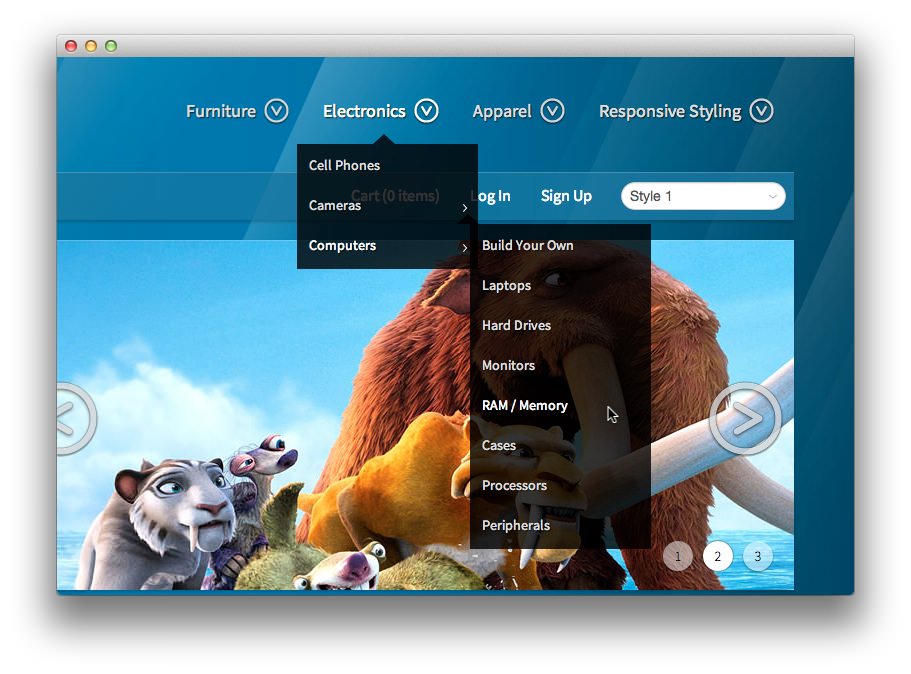 Furniture Electronics Apparel Responsive Styling
Cell Phones
Cart (0 items) Log In Sign Up Style 1
Cameras
Computers
Build Your Own
Laptops
Hard Drives
Monitors
RAM / Memory
Cases
Processors
Peripherals
1 2 3